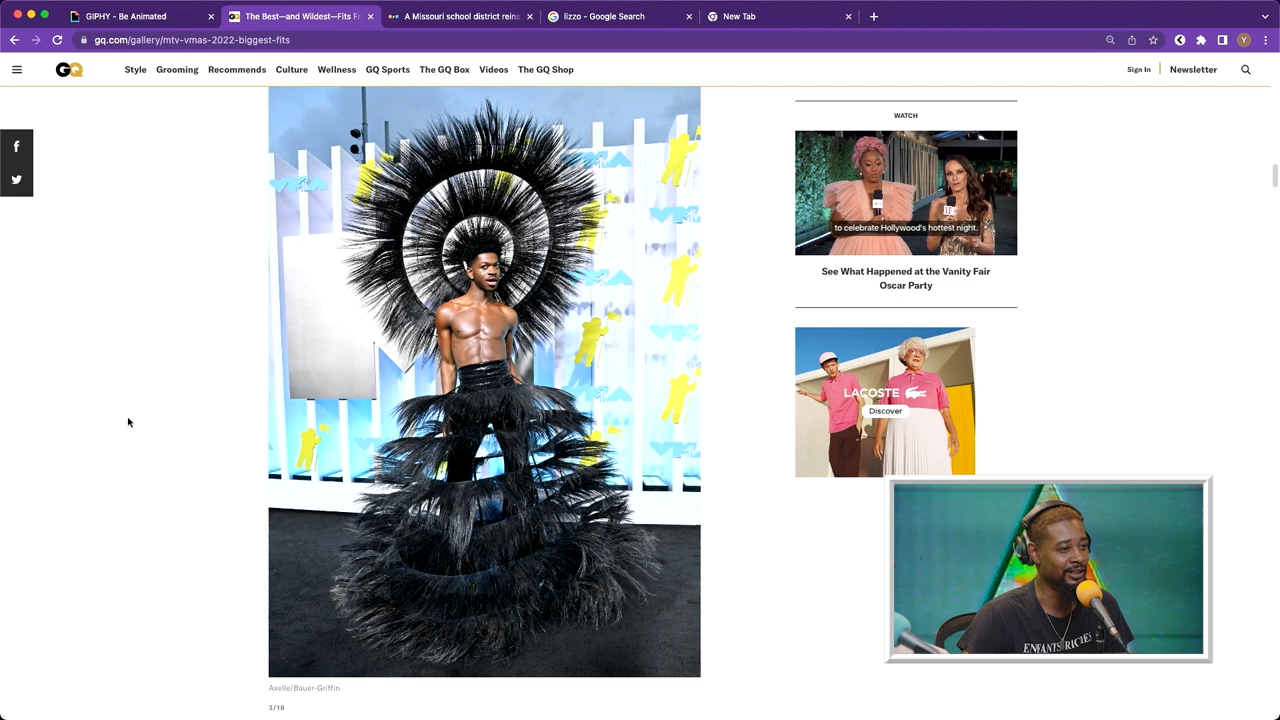 GIPHY - Be Animated
The Best—and Wildest—Fits Fr
A Missouri school district reins
lizzo - Google Search
New Tab
gq.com/gallery/mtv-vmas-2022-biggest-fits
Y
GQ
Style
Grooming
Recommends
Culture
Wellness
GQ Sports
The GQ Box
Videos
The GQ Shop
Sign In
Newsletter
WATCH
to celebrate Hollywood's hottest night.
See What Happened at the Vanity Fair
Oscar Party
LACOSTE
Discover
ENFANTS RICHES
Axelle/Bauer-Griffin
3/18